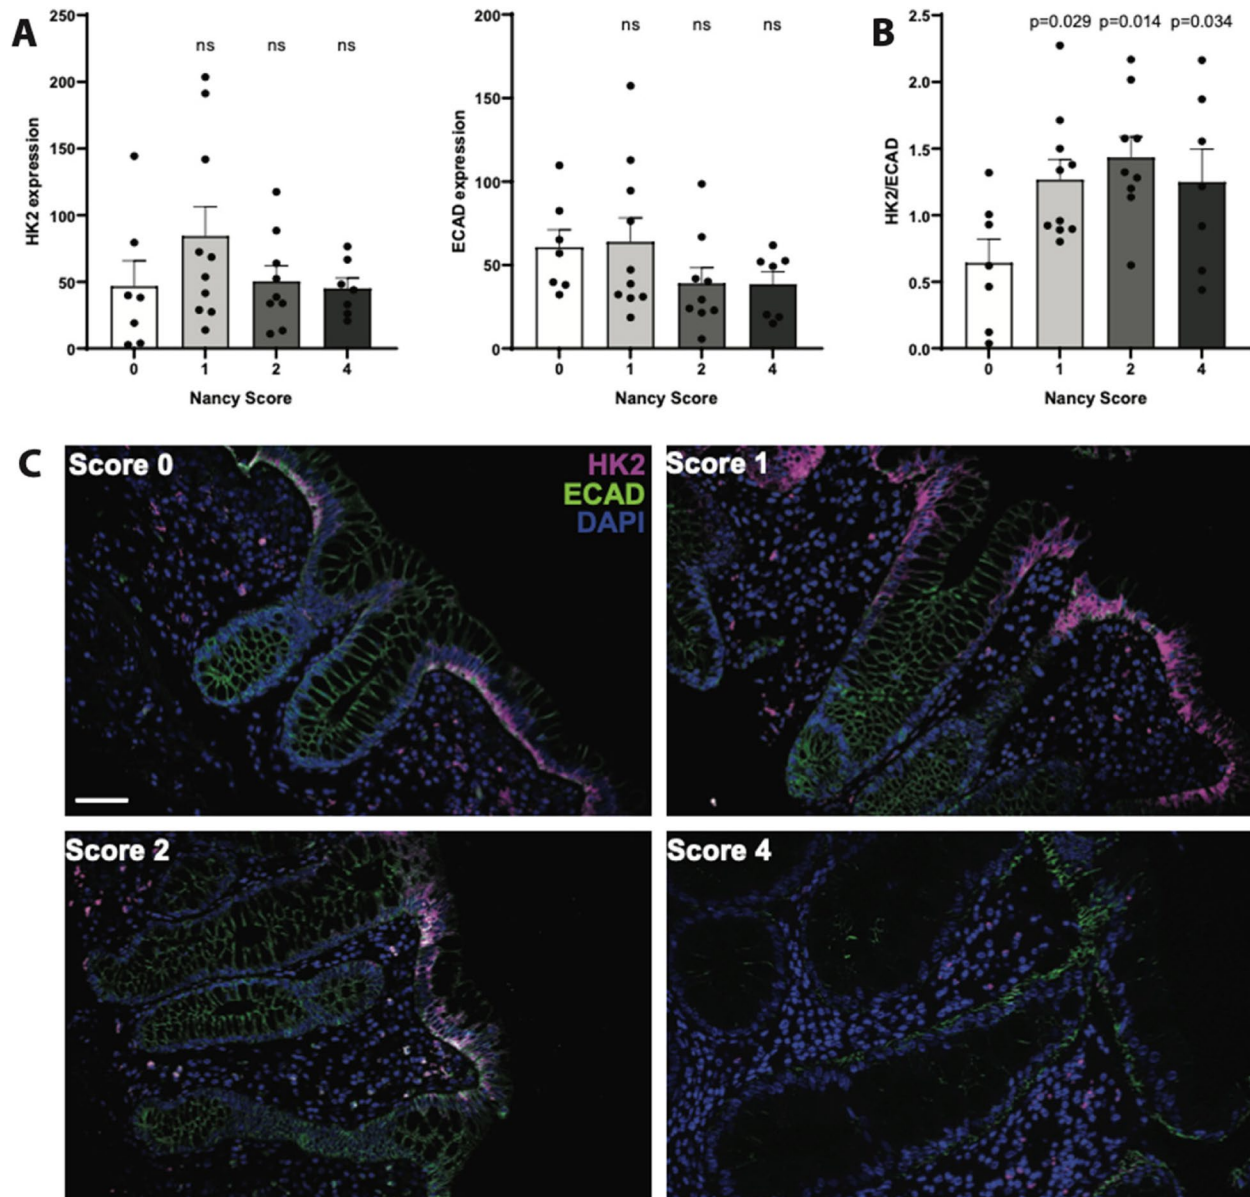 A
250
200
150
100
50
0
HK2 expression
ns ns ns
0 1 2 4
Nancy Score
200
150
100
50
0
ECAD expression
ns ns ns
0 1 2 4
Nancy Score
B
2.5
2.0
1.5
1.0
0.5
0.0
HK2/ECAD
p=0.029 p=0.014 p=0.034
0 1 2 4
Nancy Score
C
Score 0
HK2
ECAD
DAPI
Score 1
Score 2
Score 4